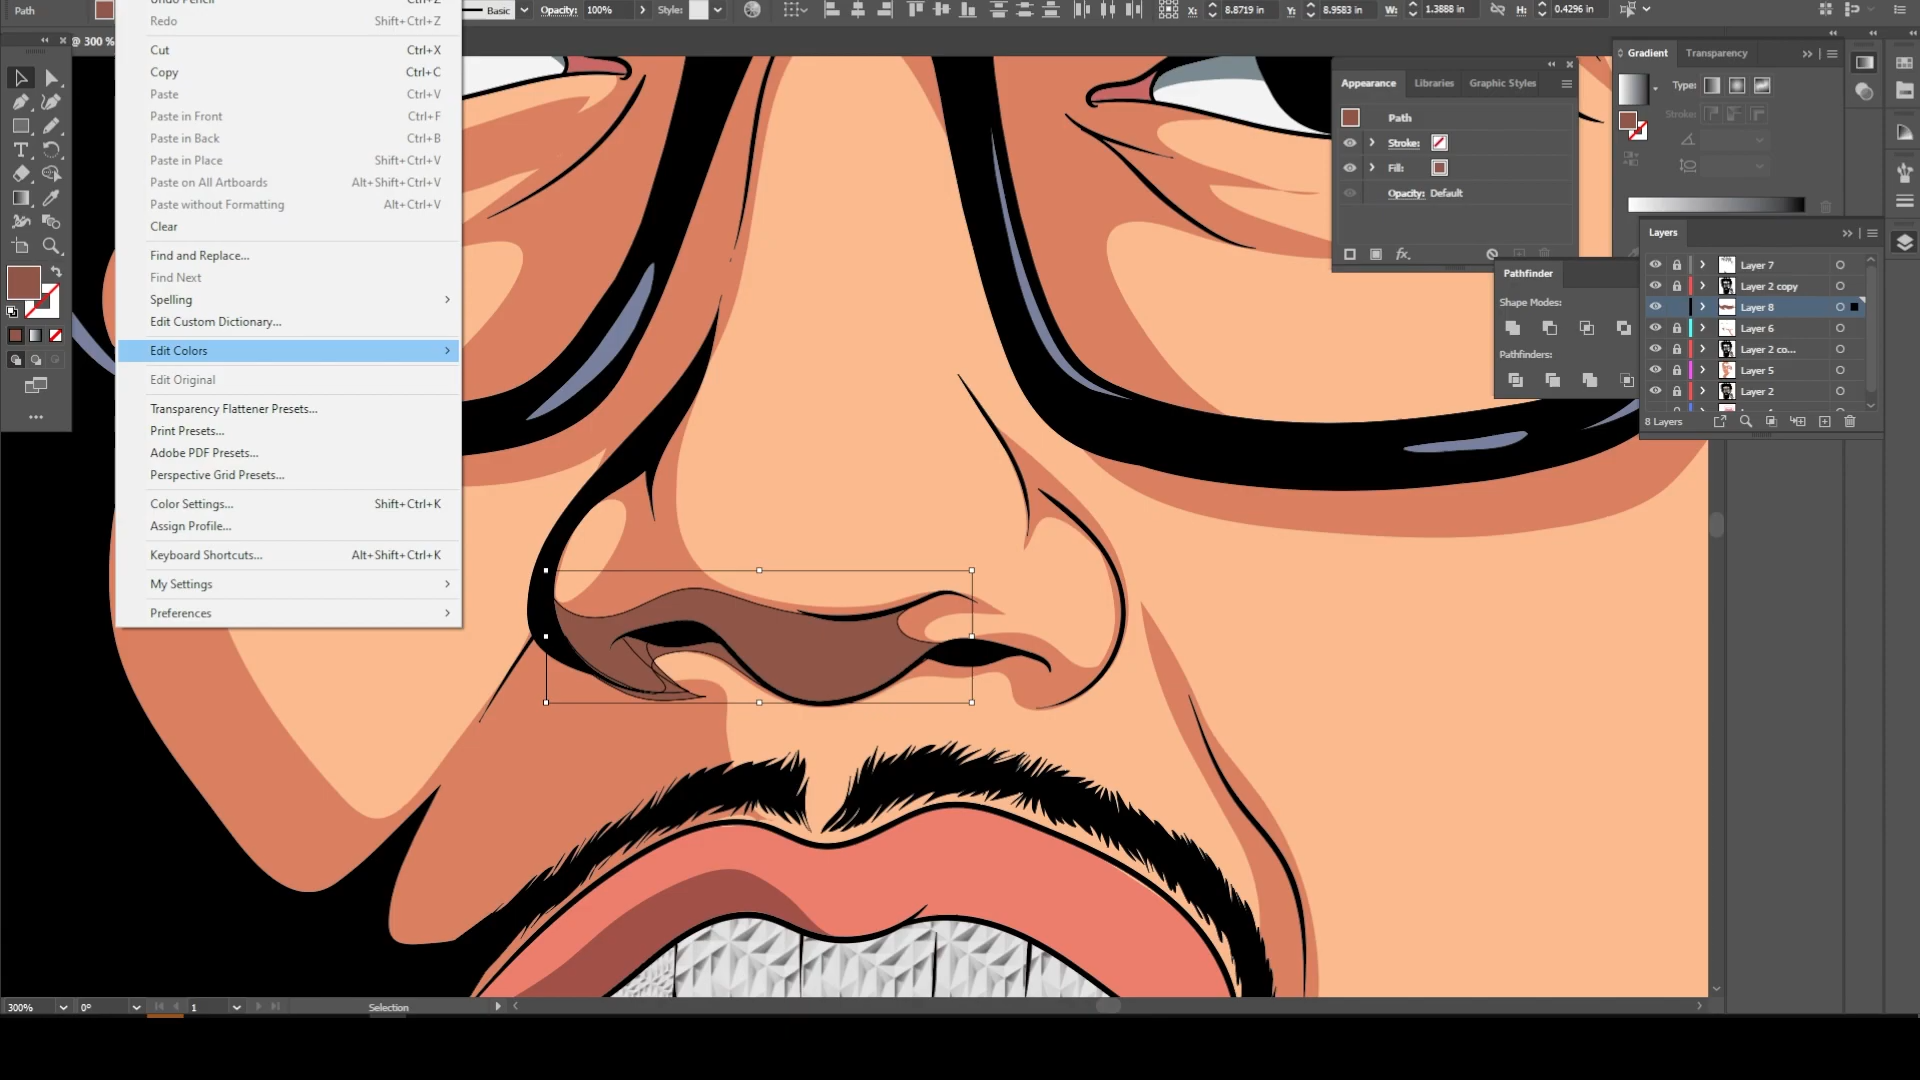 Path
Basic
Opacity: 100%
Style:
X: 8.8719 in
Y: 8.9583 in
W: 1.3888 in
H: 0.4296 in
@ 300 %
Redo Shift+Ctrl+Z
Cut Ctrl+X
Copy Ctrl+C
Paste Ctrl+V
Paste in Front Ctrl+F
Paste in Back Ctrl+B
Paste in Place Shift+Ctrl+V
Paste on All Artboards Alt+Shift+Ctrl+V
Paste without Formatting Alt+Ctrl+V
Clear
Find and Replace...
Find Next
Spelling
Edit Custom Dictionary...
Edit Colors
Edit Original
Transparency Flattener Presets...
Print Presets...
Adobe PDF Presets...
Perspective Grid Presets...
Color Settings... Shift+Ctrl+K
Assign Profile...
Keyboard Shortcuts... Alt+Shift+Ctrl+K
My Settings
Preferences
Appearance Libraries Graphic Styles
Path
Stroke:
Fill:
Opacity: Default
fx
Gradient Transparency
Type:
Stroke:
Pathfinder
Shape Modes:
Pathfinders:
Layers
Layer 7
Layer 2 copy
Layer 8
Layer 6
Layer 2 co...
Layer 5
Layer 2
8 Layers
300%
0°
1
Selection